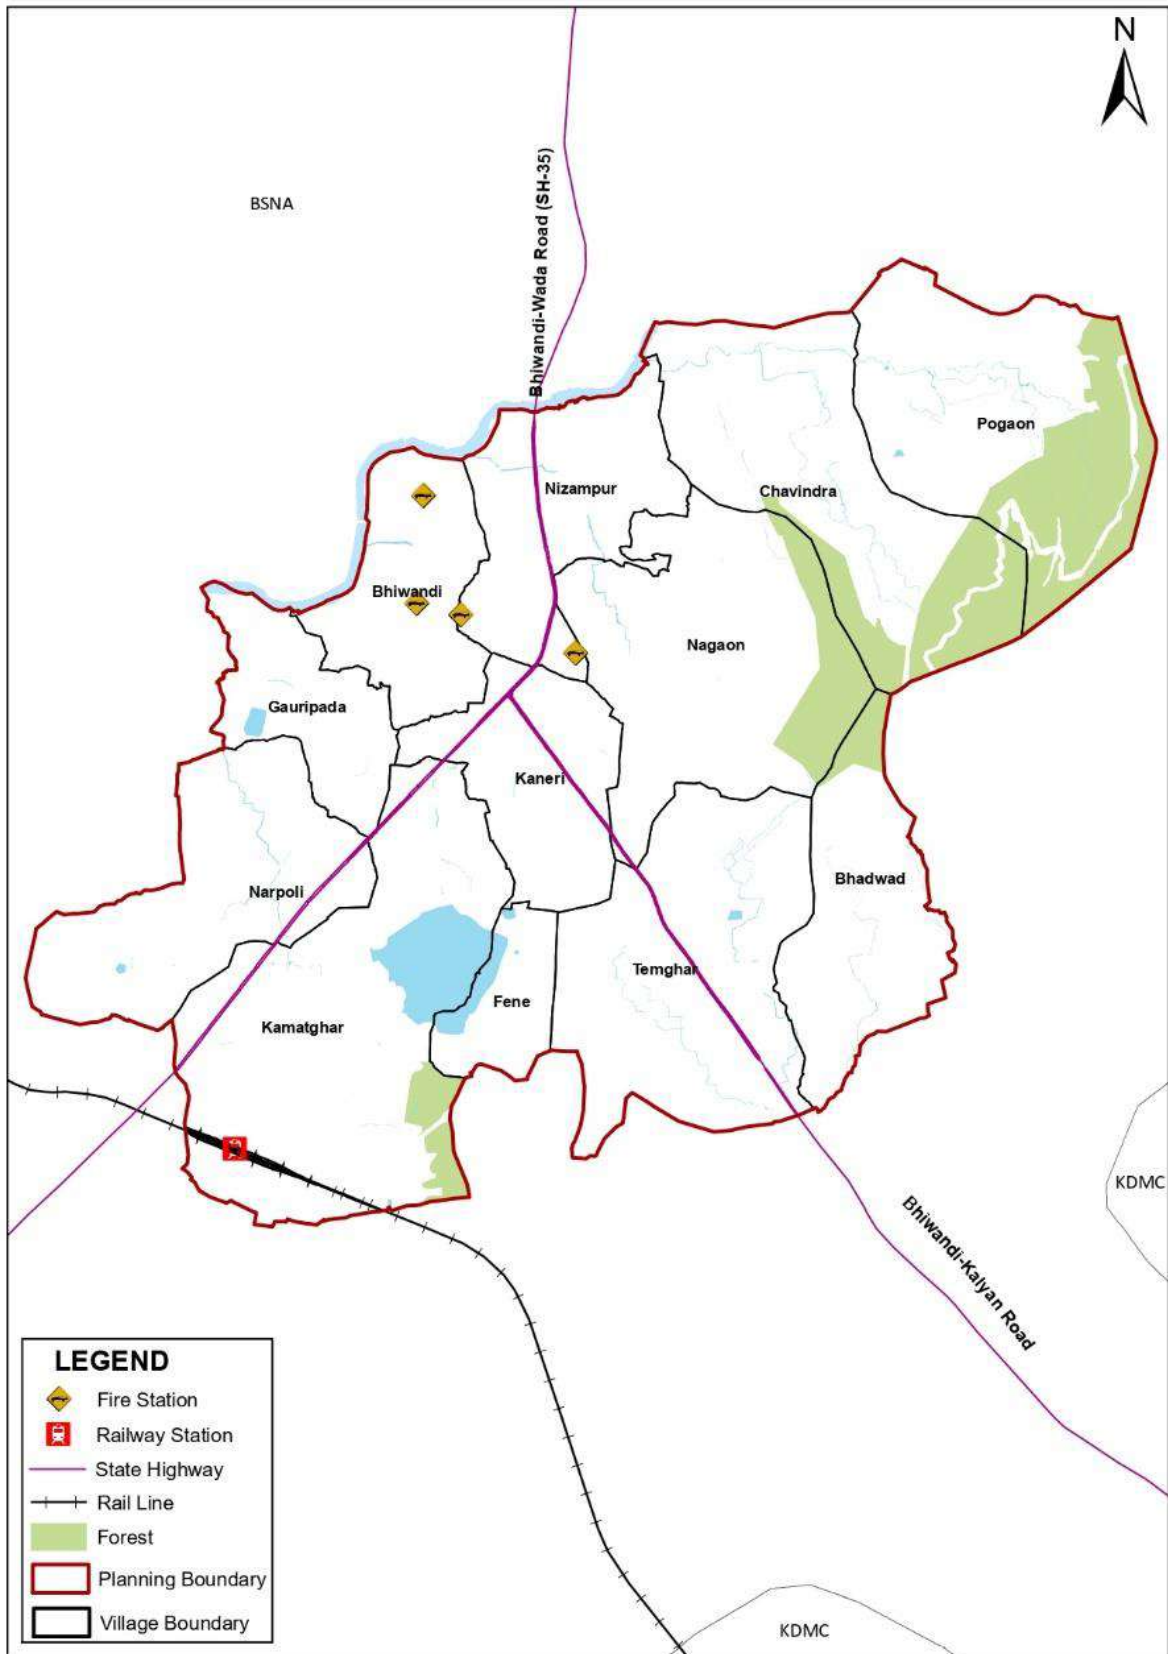 N
BSNA
Bhiwandi-Wada Road (SH-35)
Pogaon
Nizampur
Chavindra
Bhiwandi
Nagaon
Gauripada
Kaneri
Narpoli
Bhadwad
Temghar
Fene
Kamatghar
KDMC
Bhiwandi-Kalyan Road
LEGEND
Fire Station
Railway Station
State Highway
Rail Line
Forest
Planning Boundary
Village Boundary
KDMC